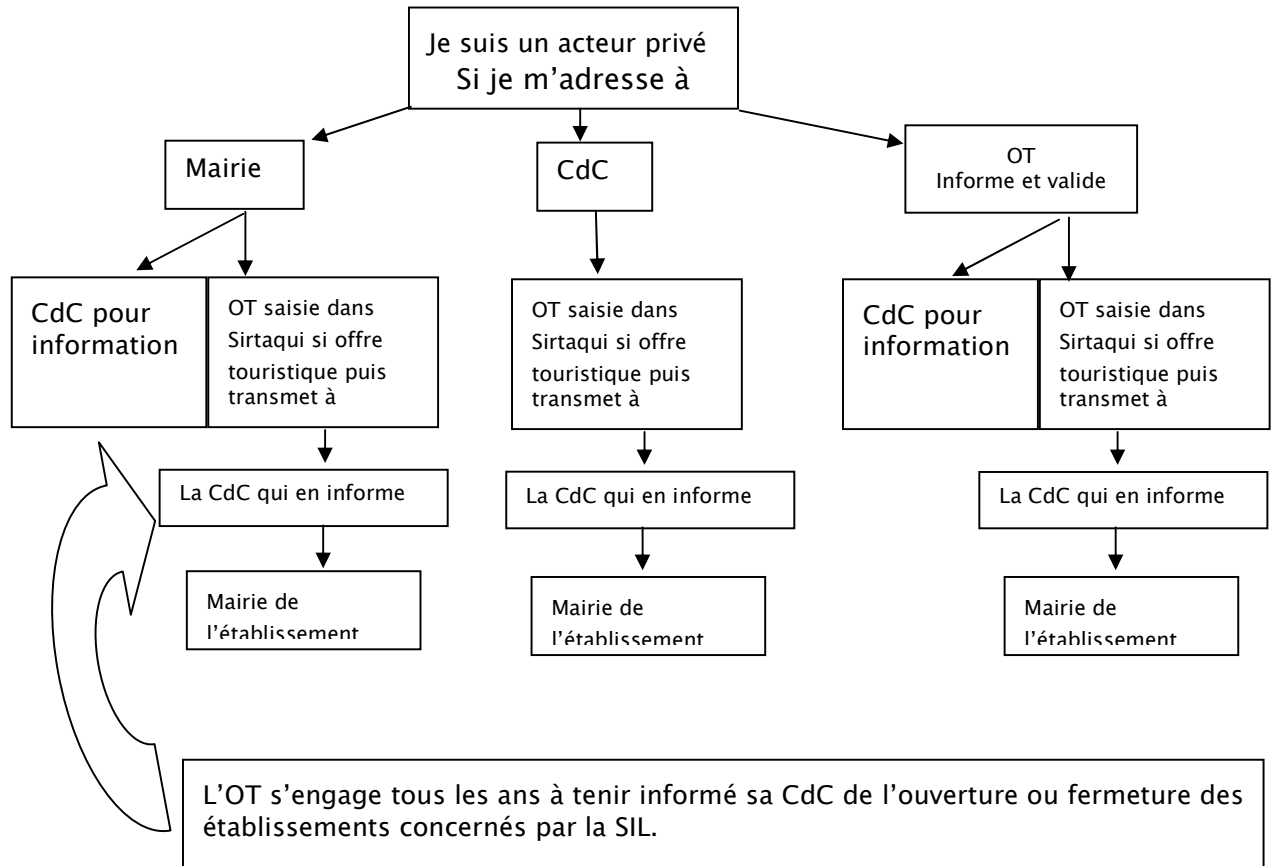 Je suis un acteur privé
Si je m’adresse à
Mairie
CdC
OT
Informe et valide
CdC pour
information
OT saisie dans
Sirtaqui si offre
touristique puis
transmet à
OT saisie dans
Sirtaqui si offre
touristique puis
transmet à
CdC pour
information
OT saisie dans
Sirtaqui si offre
touristique puis
transmet à
La CdC qui en informe
La CdC qui en informe
La CdC qui en informe
Mairie de
l’établissement
Mairie de
l’établissement
Mairie de
l’établissement
L’OT s’engage tous les ans à tenir informé sa CdC de l’ouverture ou fermeture des
établissements concernés par la SIL.